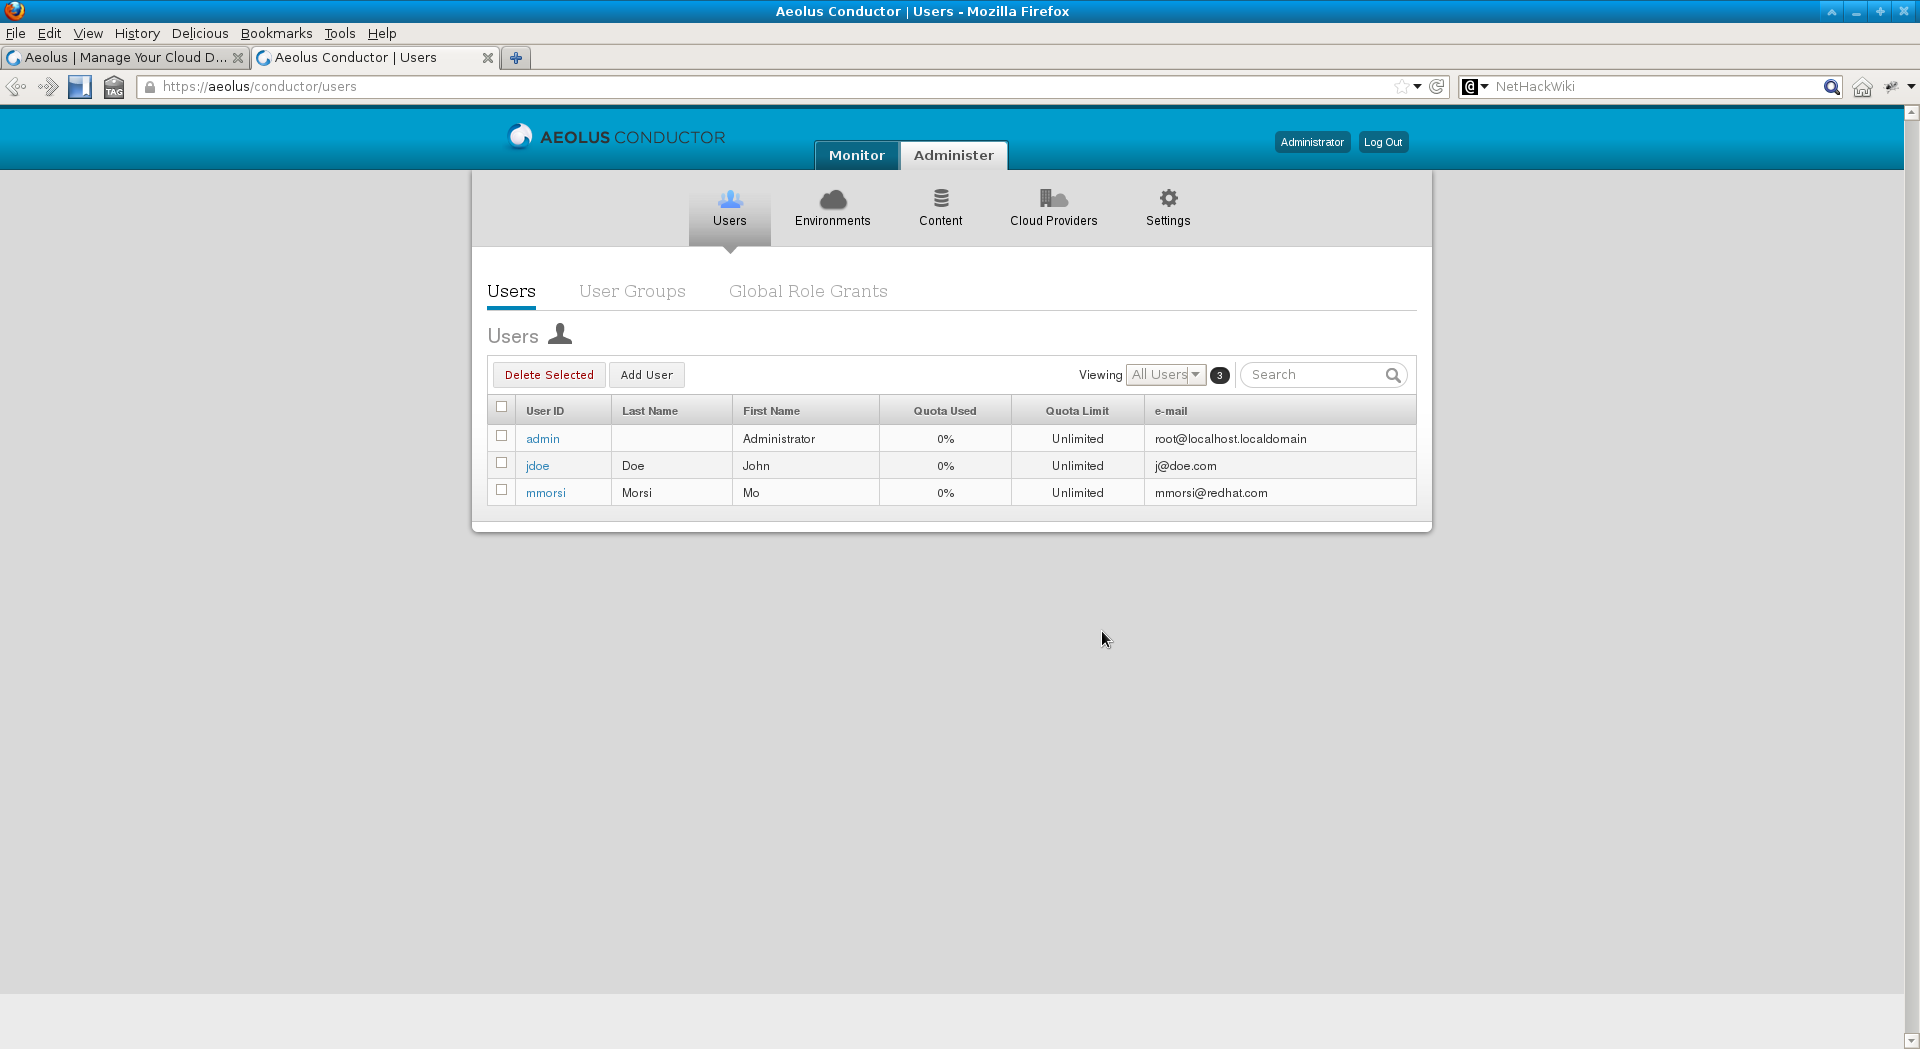 Aeolus Conductor | Users - Mozilla Firefox
File Edit View History Delicious Bookmarks Tools Help
Aeolus | Manage Your Cloud D... Aeolus Conductor | Users
TAG https://aeolus/conductor/users @ NetHackWiki
AEOLUS CONDUCTOR Monitor Administer Administrator Log Out
Users Environments Content Cloud Providers Settings
Users User Groups Global Role Grants
Users
Delete Selected Add User Viewing All Users 3 Search
User ID Last Name First Name Quota Used Quota Limit e-mail
admin Administrator 0% Unlimited root@localhost.localdomain
jdoe Doe John 0% Unlimited j@doe.com
mmorsi Morsi Mo 0% Unlimited mmorsi@redhat.com